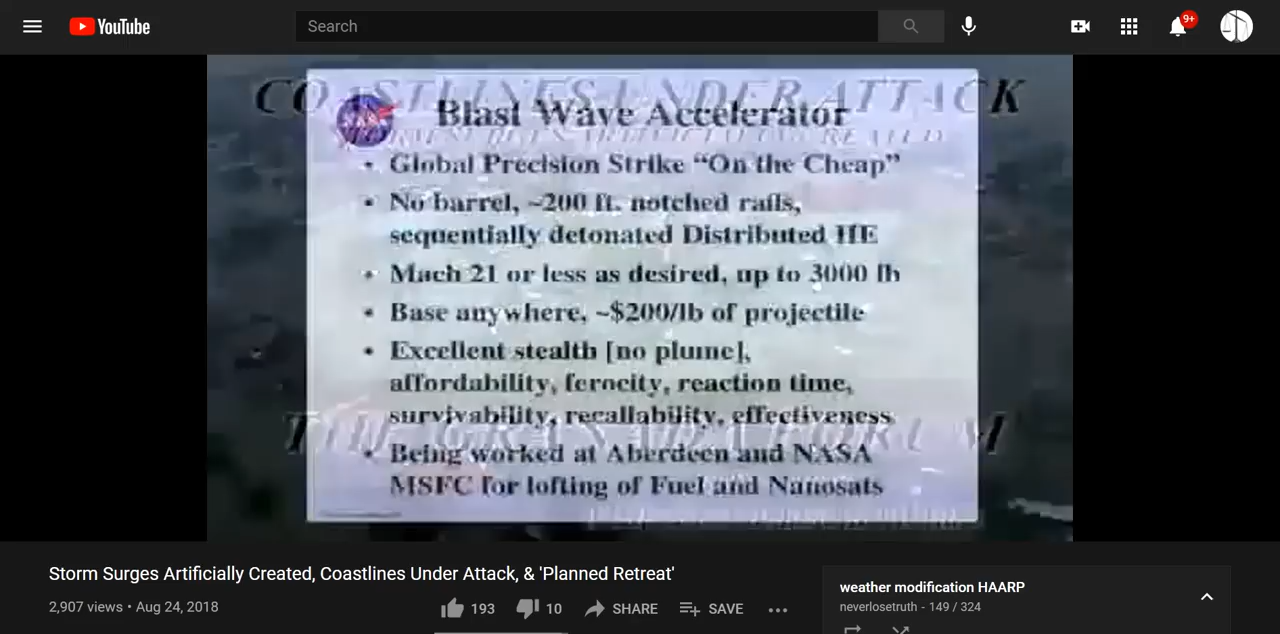 YouTube
Search
9+
COASTLINES UNDER ATTACK
Blast Wave Accelerator
• Global Precision Strike “On the Cheap”
• No barrel, ~200 ft. notched rails,
sequentially detonated Distributed HE
• Mach 21 or less as desired, up to 3000 lb
• Base anywhere, ~$200/lb of projectile
• Excellent stealth [no plume],
affordability, ferocity, reaction time,
survivability, recallability, effectiveness
• Being worked at Aberdeen and NASA
MSFC for lofting of Fuel and Nanosats
Storm Surges Artificially Created, Coastlines Under Attack, & 'Planned Retreat'
2,907 views • Aug 24, 2018
193
10
SHARE
SAVE
weather modification HAARP
neverlosetruth - 149 / 324